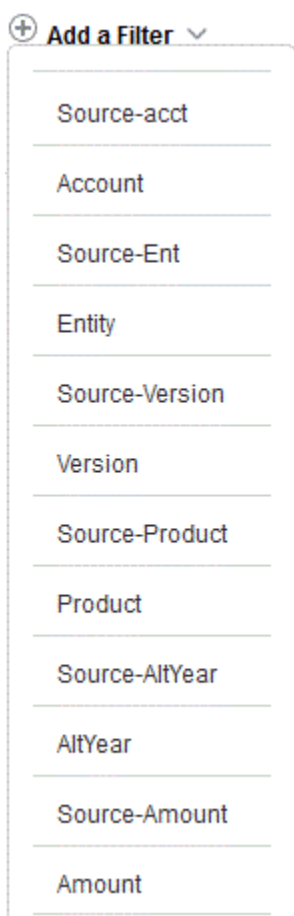 Add a Filter
Source-acct
Account
Source-Ent
Entity
Source-Version
Version
Source-Product
Product
Source-AltYear
AltYear
Source-Amount
Amount